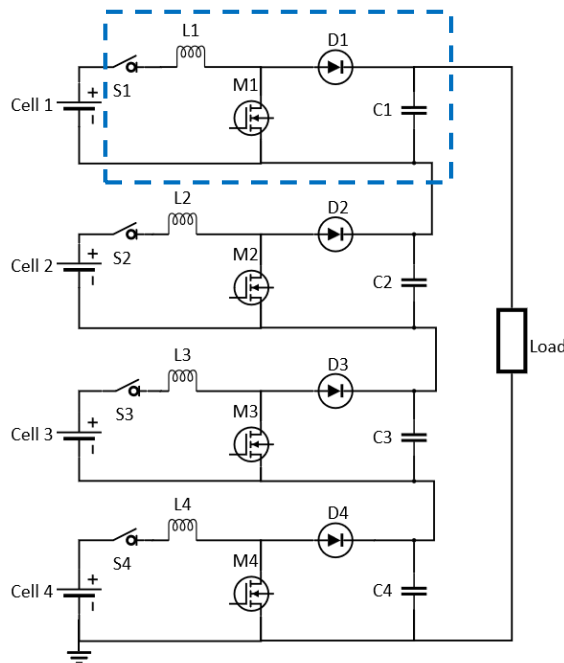 L1
D1
S1
M1
Cell 1
+
-
C1
L2
D2
S2
M2
Cell 2
+
-
C2
Load
L3
D3
S3
M3
Cell 3
+
-
C3
L4
D4
S4
M4
Cell 4
+
-
C4